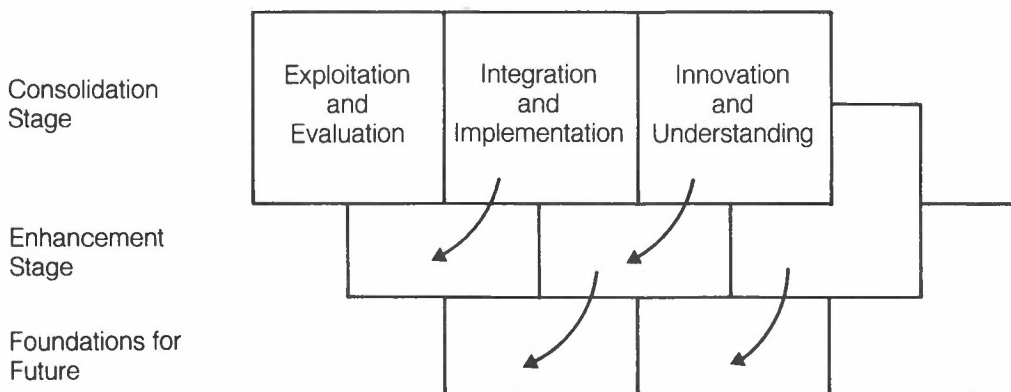 Consolidation
Stage
Exploitation
and
Evaluation
Integration
and
Implementation
Innovation
and
Understanding
Enhancement
Stage
Foundations for
Future